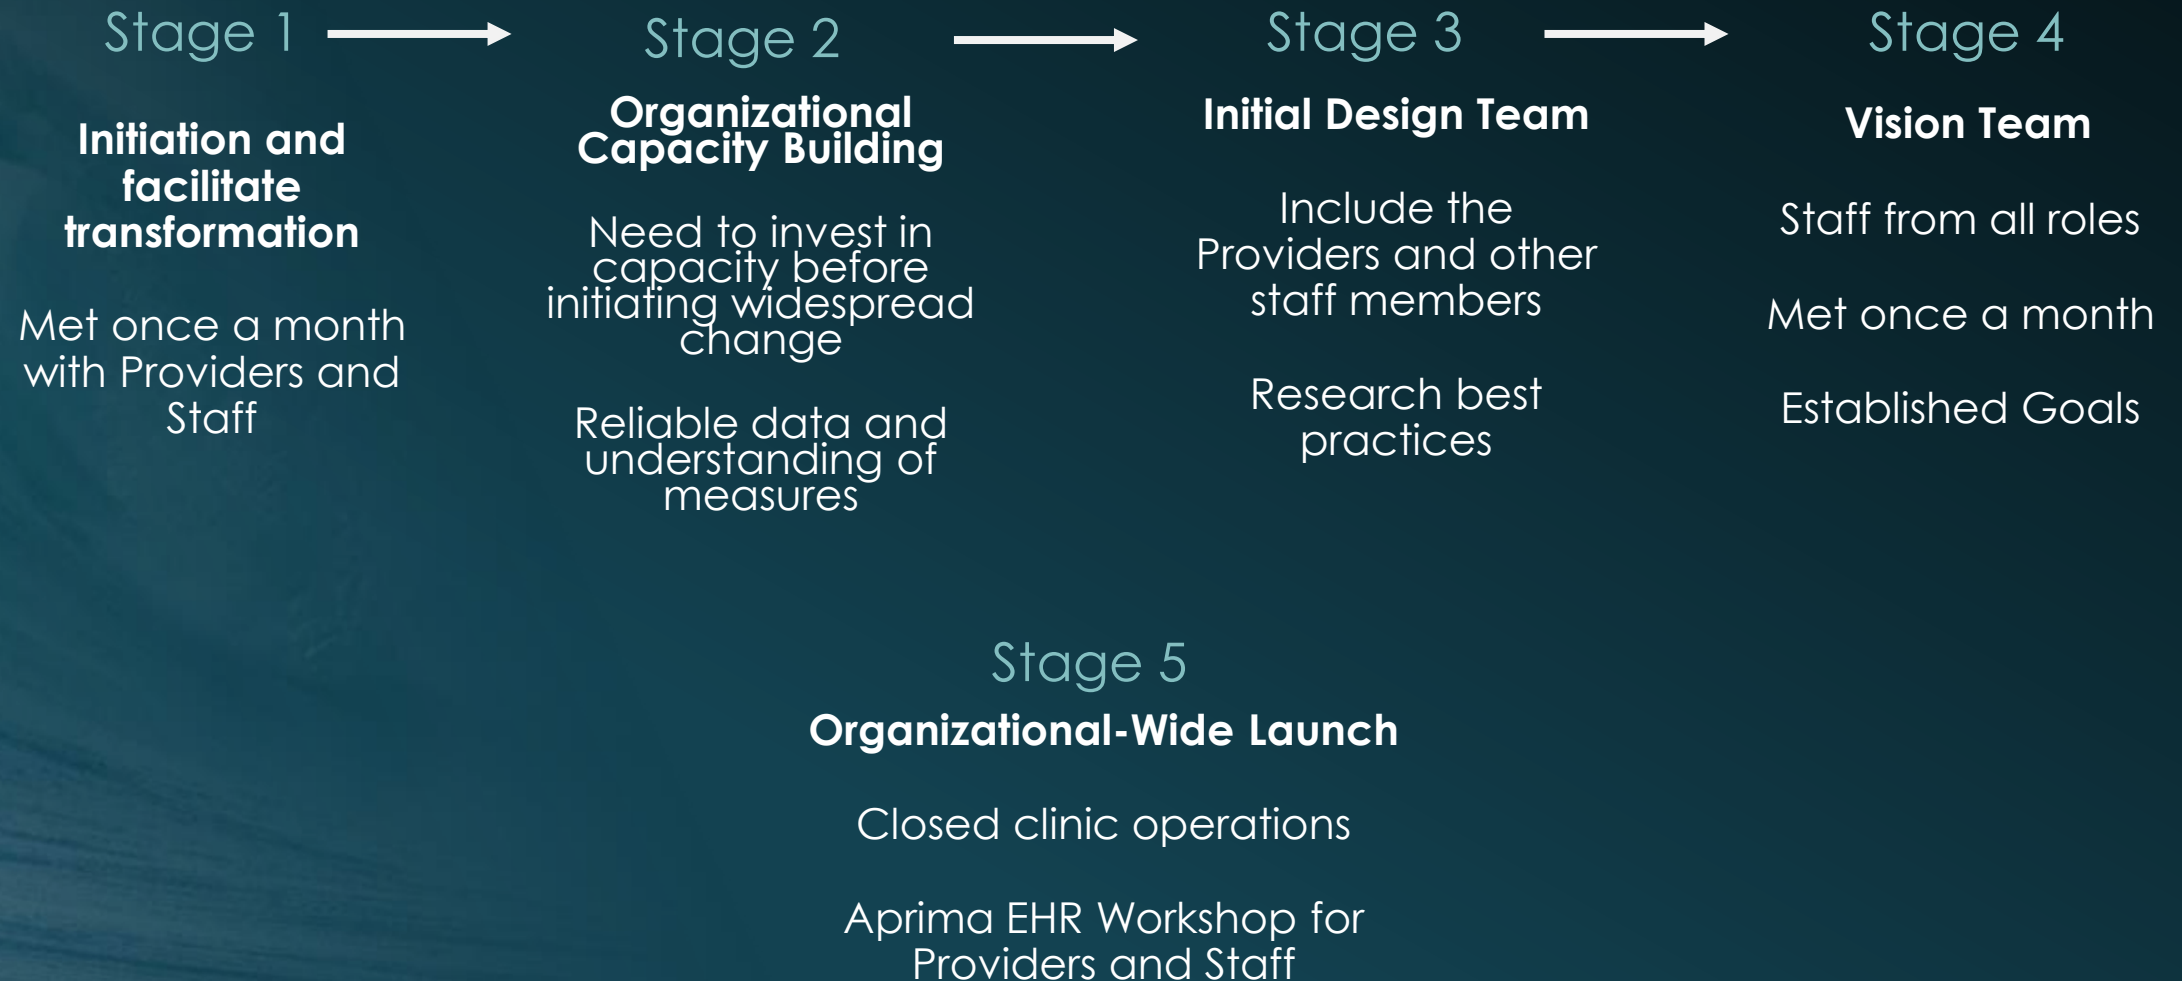 Stage 1
Initiation and
facilitate
transformation
Met once a month
with Providers and
Staff
Stage 2
Organizational
Capacity Building
Need to invest in
capacity before
initiating widespread
change
Reliable data and
understanding of
measures
Stage 3
Initial Design Team
Include the
Providers and other
staff members
Research best
practices
Stage 4
Vision Team
Staff from all roles
Met once a month
Established Goals
Stage 5
Organizational-Wide Launch
Closed clinic operations
Aprima EHR Workshop for
Providers and Staff